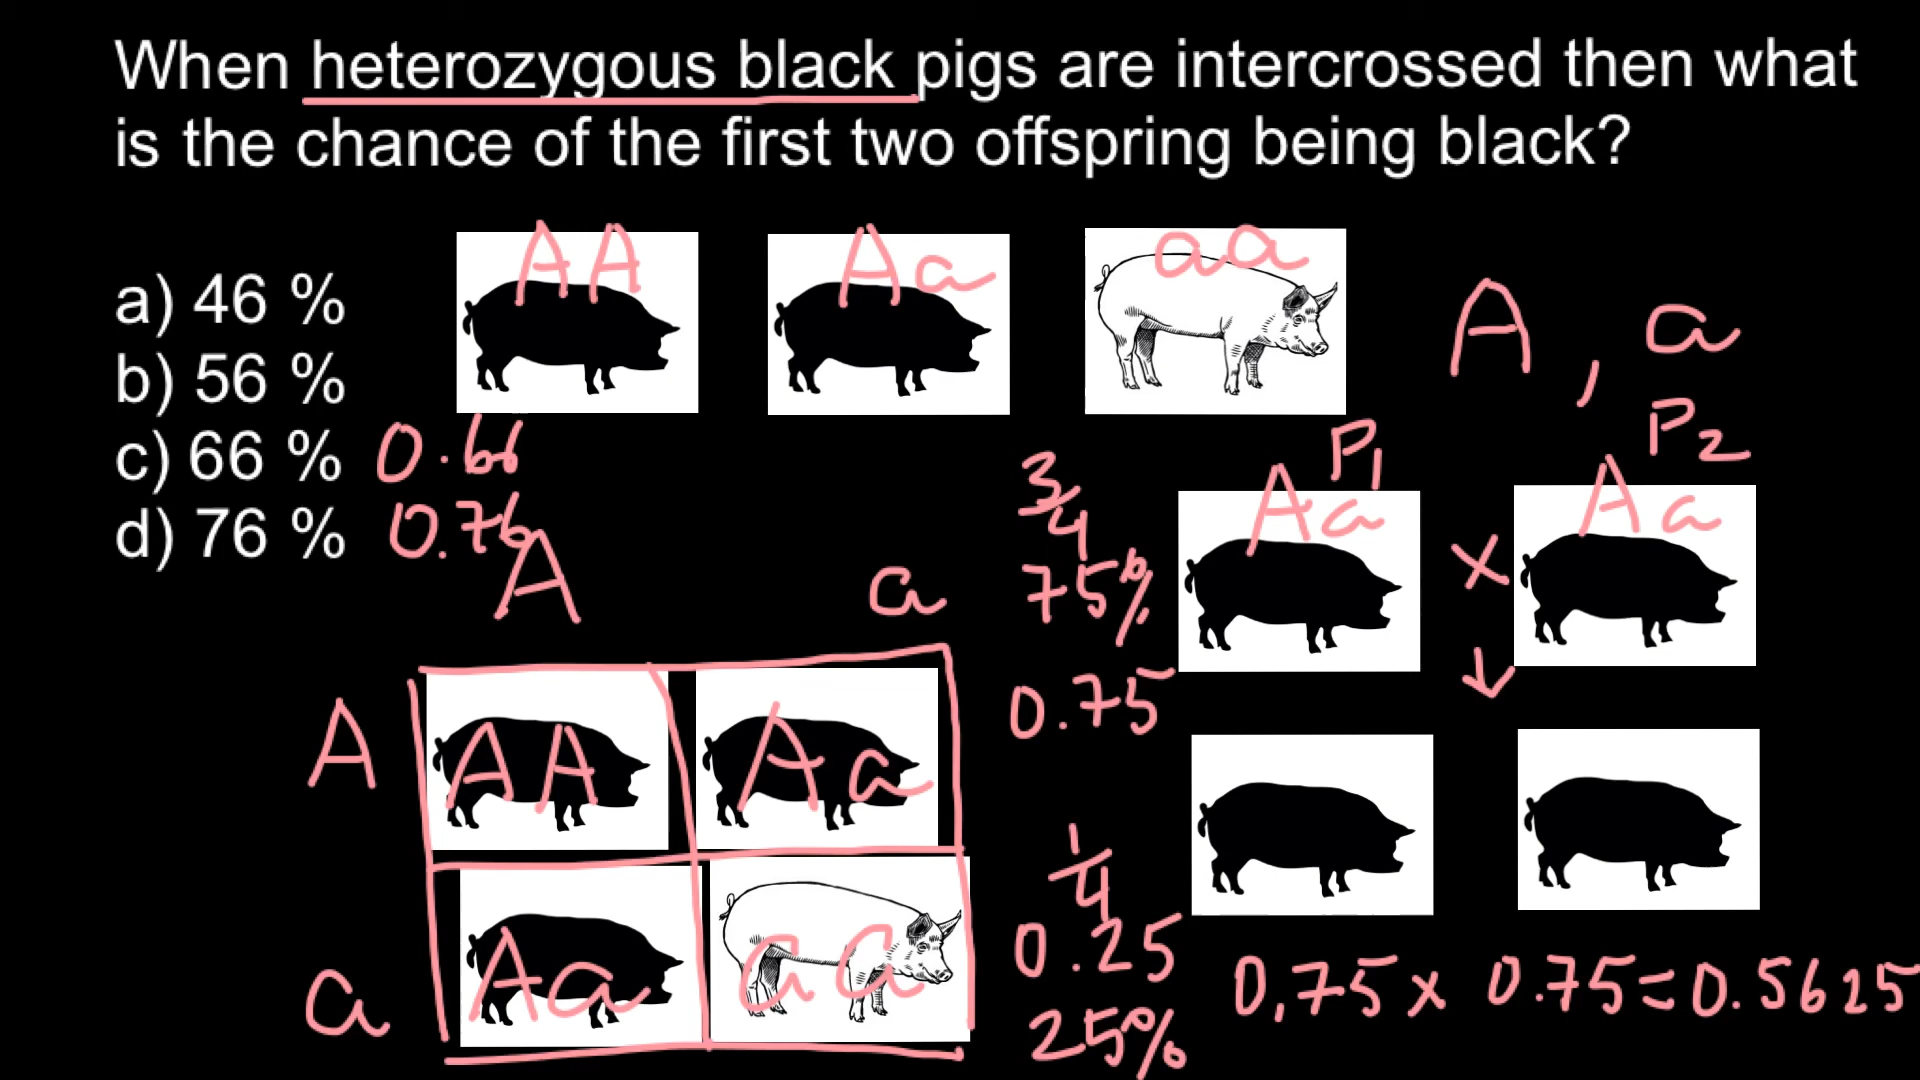 When heterozygous black pigs are intercrossed then what
is the chance of the first two offspring being black?
AA
Aa
aa
a) 46 %
b) 56 %
c) 66 % 0.66
d) 76 % 0.76
A , a
P1
P2
Aa × Aa
3/4
75%
0.75
A a
A AA Aa
a Aa aa
1/4
0.25
25%
0,75 x 0.75 = 0.5625